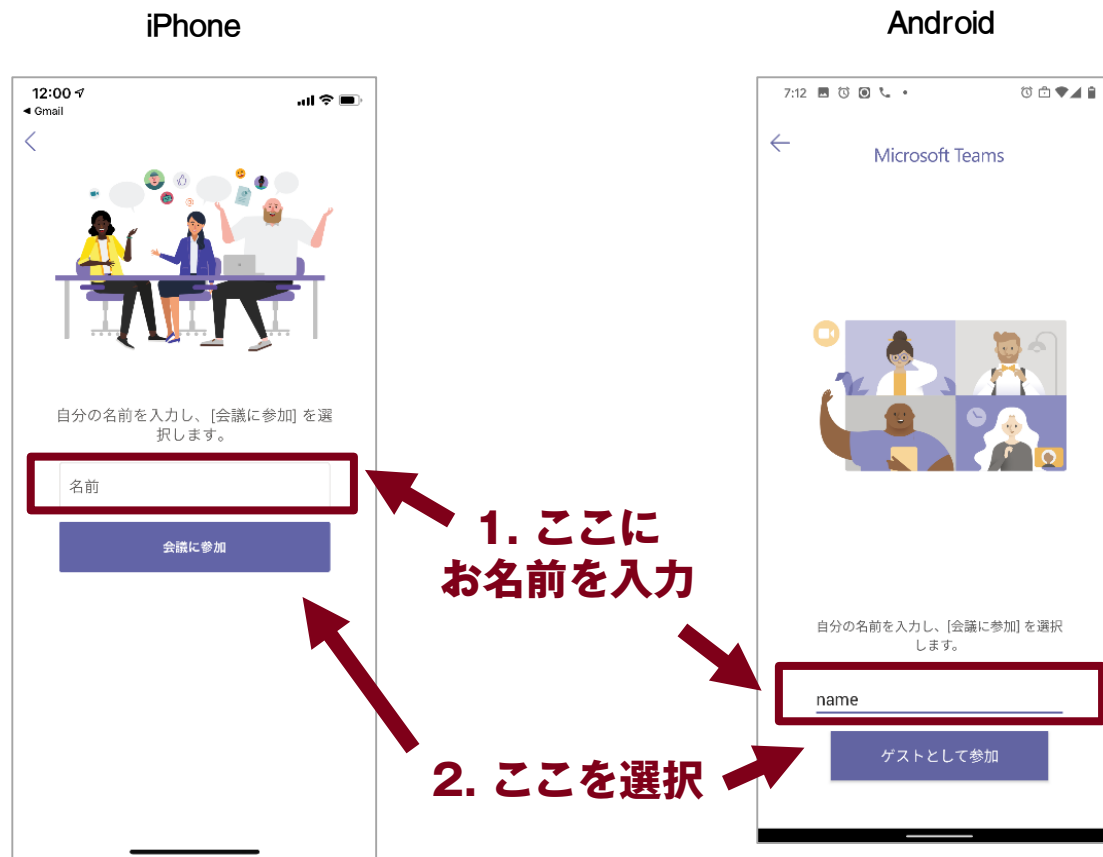 iPhone
Android
12:00
◀ Gmail
自分の名前を入力し、[会議に参加] を選
択します。
名前
会議に参加
1. ここに
お名前を入力
2. ここを選択
7:12
Microsoft Teams
自分の名前を入力し、[会議に参加] を選択
します。
name
ゲストとして参加